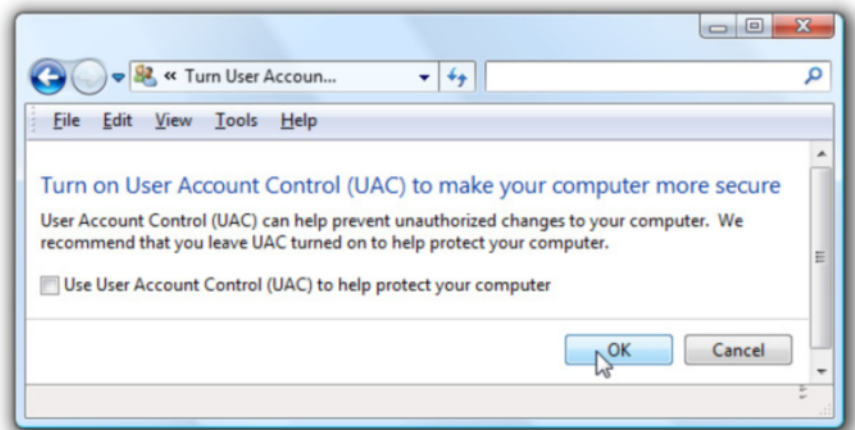 « Turn User Accoun...
File Edit View Tools Help
Turn on User Account Control (UAC) to make your computer more secure
User Account Control (UAC) can help prevent unauthorized changes to your computer. We
recommend that you leave UAC turned on to help protect your computer.
Use User Account Control (UAC) to help protect your computer
OK Cancel